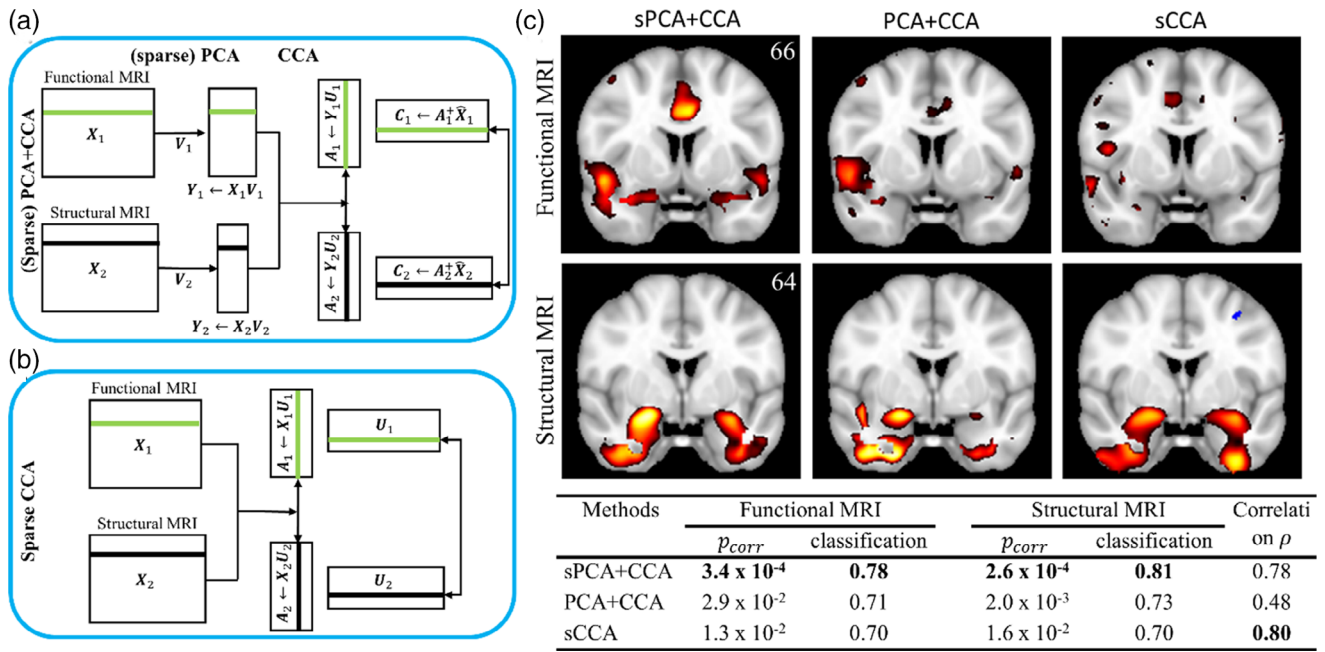 (a)
(sparse) PCA CCA
(Sparse) PCA+CCA
Functional MRI
X₁
V₁
Y₁ ← X₁V₁
A₁ ← Y₁U₁
C₁ ← A₁⁺X̂₁
Structural MRI
X₂
V₂
Y₂ ← X₂V₂
A₂ ← Y₂U₂
C₂ ← A₂⁺X̂₂
(b)
Sparse CCA
Functional MRI
X₁
A₁ ← X₁U₁
U₁
Structural MRI
X₂
A₂ ← X₂U₂
U₂
(c)
sPCA+CCA PCA+CCA sCCA
Functional MRI
66
Structural MRI
64
Methods Functional MRI Structural MRI Correlati
p_corr classification p_corr classification on ρ
sPCA+CCA 3.4 x 10⁻⁴ 0.78 2.6 x 10⁻⁴ 0.81 0.78
PCA+CCA 2.9 x 10⁻² 0.71 2.0 x 10⁻³ 0.73 0.48
sCCA 1.3 x 10⁻² 0.70 1.6 x 10⁻² 0.70 0.80